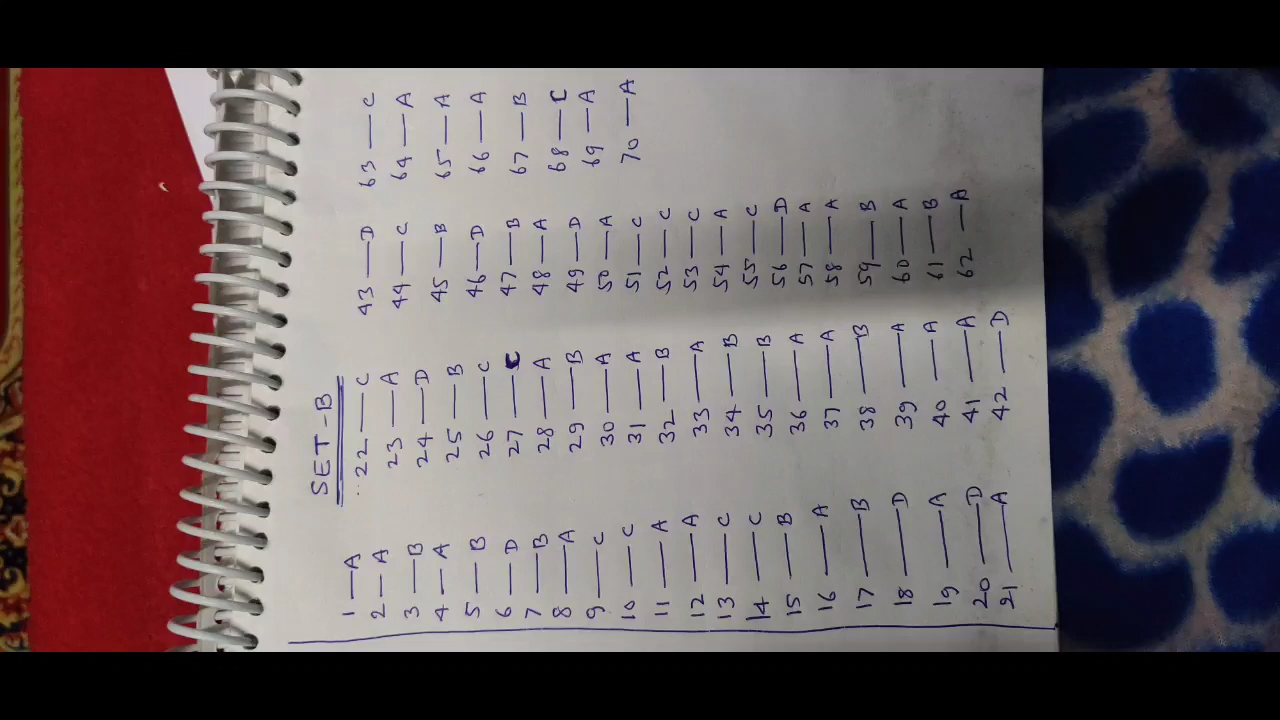 SET-B
1 — A
2 — A
3 — B
4 — A
5 — B
6 — D
7 — B
8 — A
9 — C
10 — C
11 — A
12 — A
13 — C
14 — C
15 — B
16 — A
17 — B
18 — D
19 — A
20 — D
21 — A
22 — C
23 — A
24 — D
25 — B
26 — C
27 — C
28 — A
29 — B
30 — A
31 — A
32 — B
33 — A
34 — B
35 — B
36 — A
37 — A
38 — B
39 — A
40 — A
41 — A
42 — D
43 — D
44 — C
45 — B
46 — D
47 — B
48 — A
49 — D
50 — A
51 — C
52 — C
53 — C
54 — A
55 — C
56 — D
57 — A
58 — A
59 — B
60 — A
61 — B
62 — A
63 — C
64 — A
65 — A
66 — A
67 — B
68 — C
69 — A
70 — A